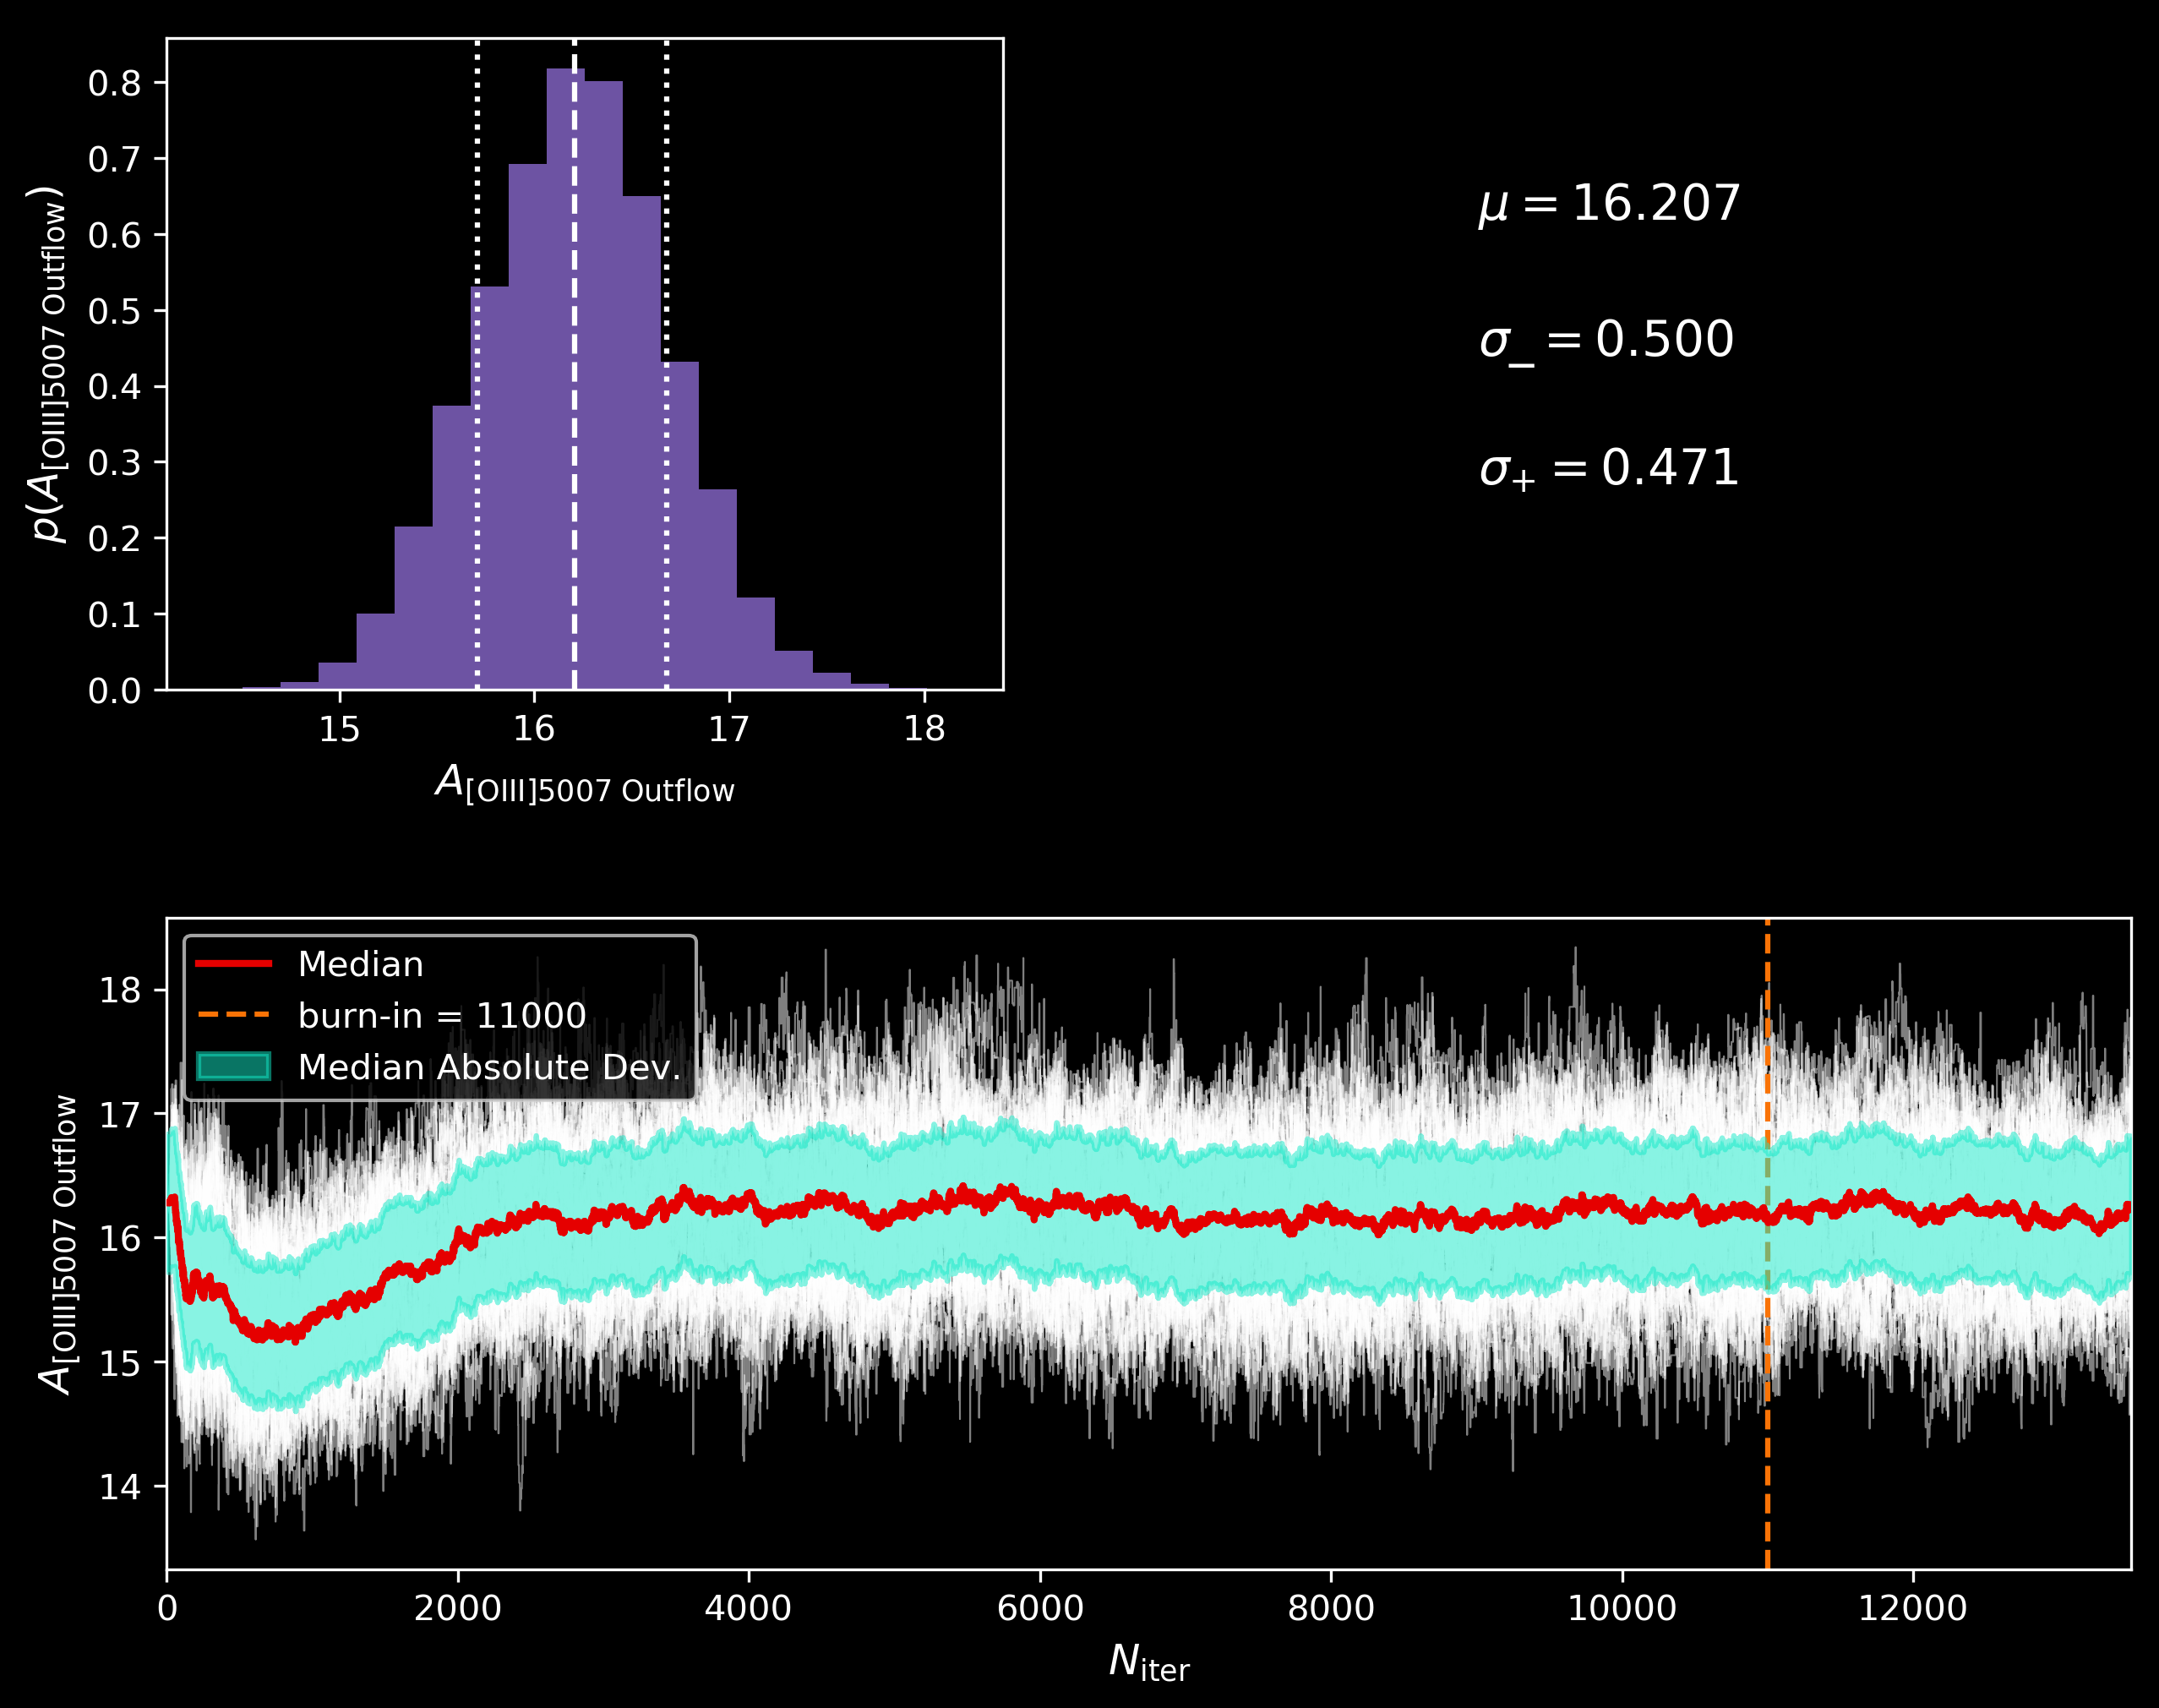 0.8
0.7
0.6
0.5
0.4
0.3
0.2
0.1
0.0
p(A[OIII]5007 Outflow)
15 16 17 18
A[OIII]5007 Outflow
μ = 16.207
σ− = 0.500
σ+ = 0.471
Median
burn-in = 11000
Median Absolute Dev.
18
17
16
15
14
A[OIII]5007 Outflow
0 2000 4000 6000 8000 10000 12000
Niter